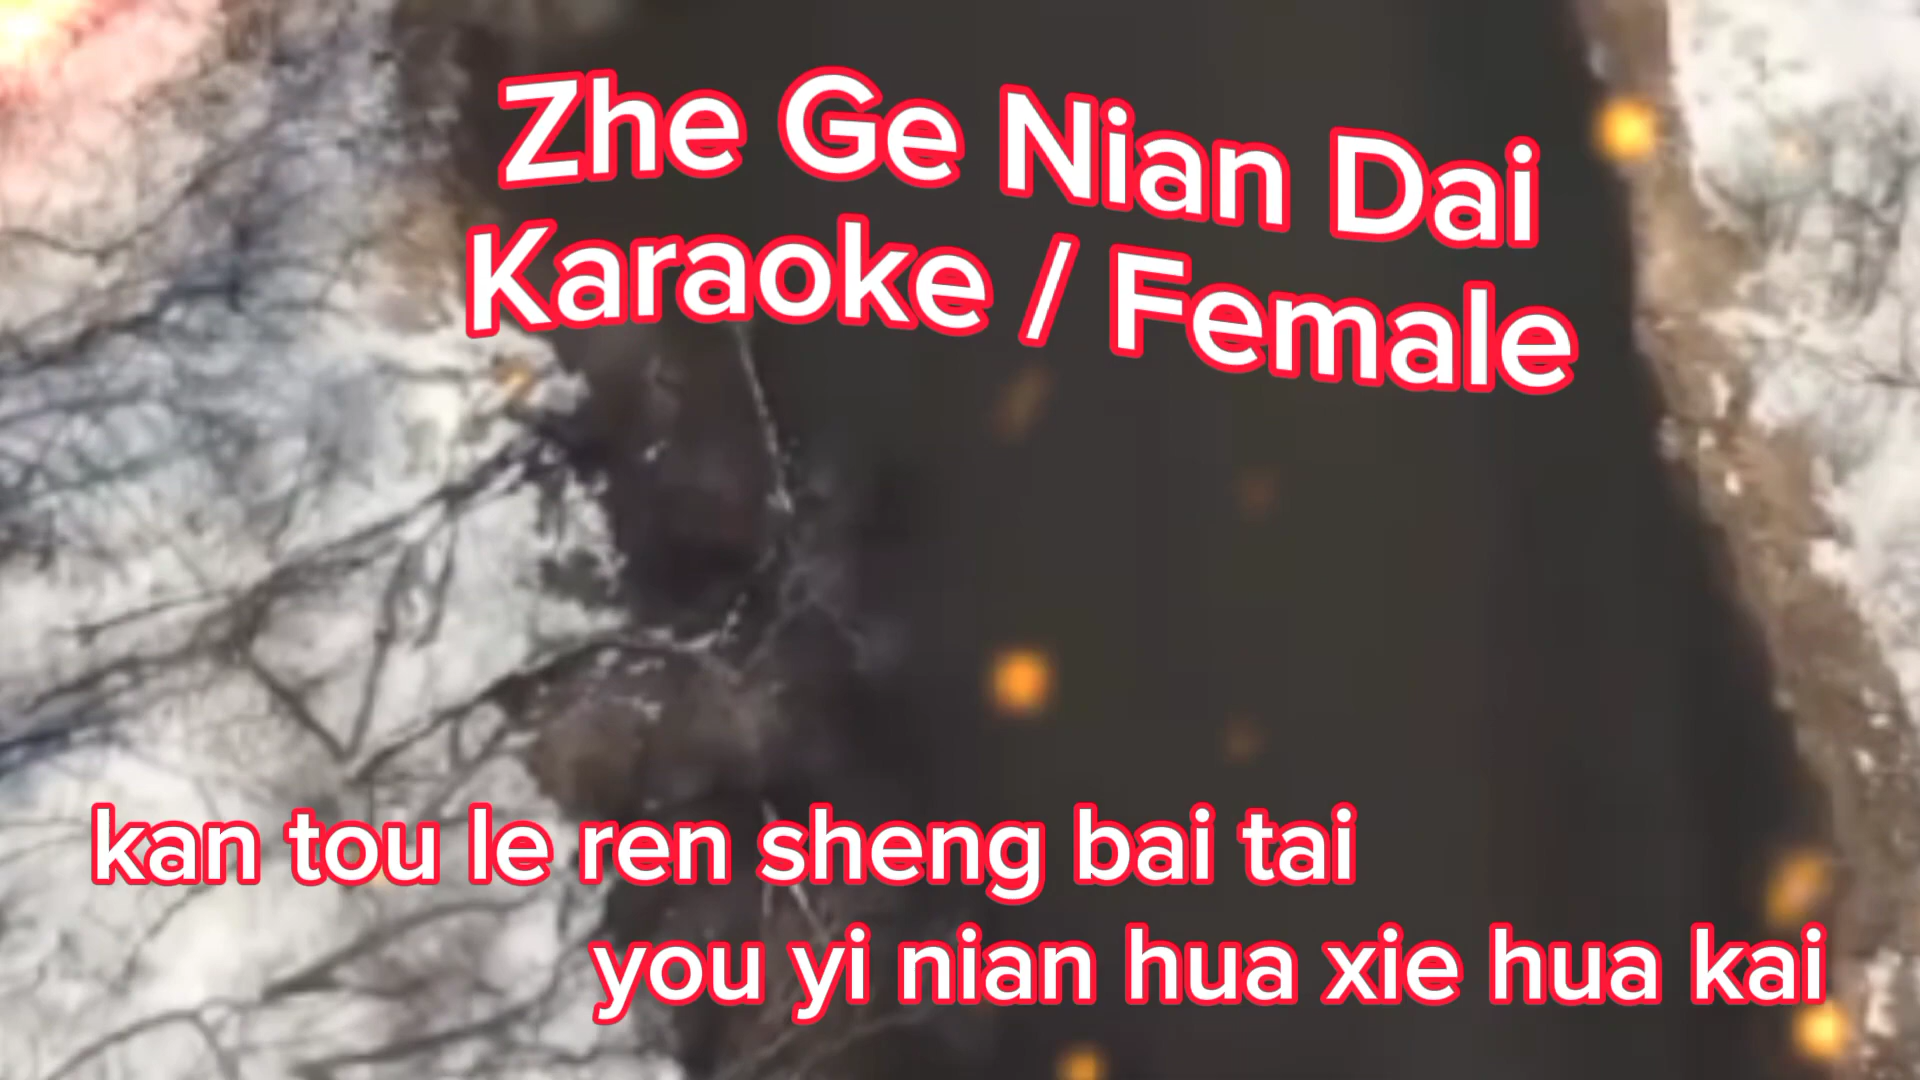 Zhe Ge Nian Dai
Karaoke / Female
kan tou le ren sheng bai tai
you yi nian hua xie hua kai